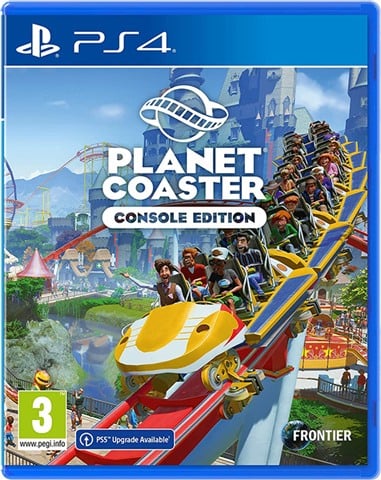 PS4
PLANET
COASTER
CONSOLE EDITION
3
www.pegi.info
PS5 Upgrade Available
FRONTIER